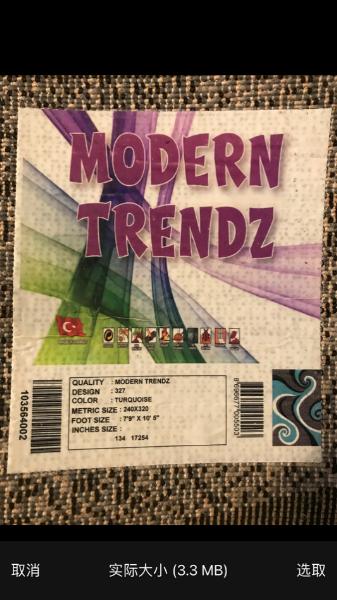 MODERN
TRENDZ
QUALITY : MODERN TRENDZ
DESIGN : 327
COLOR : TURQUOISE
METRIC SIZE : 240X320
FOOT SIZE : 7'9" X 10' 5"
INCHES SIZE :
134 17254
103564002
取消
实际大小 (3.3 MB)
选取